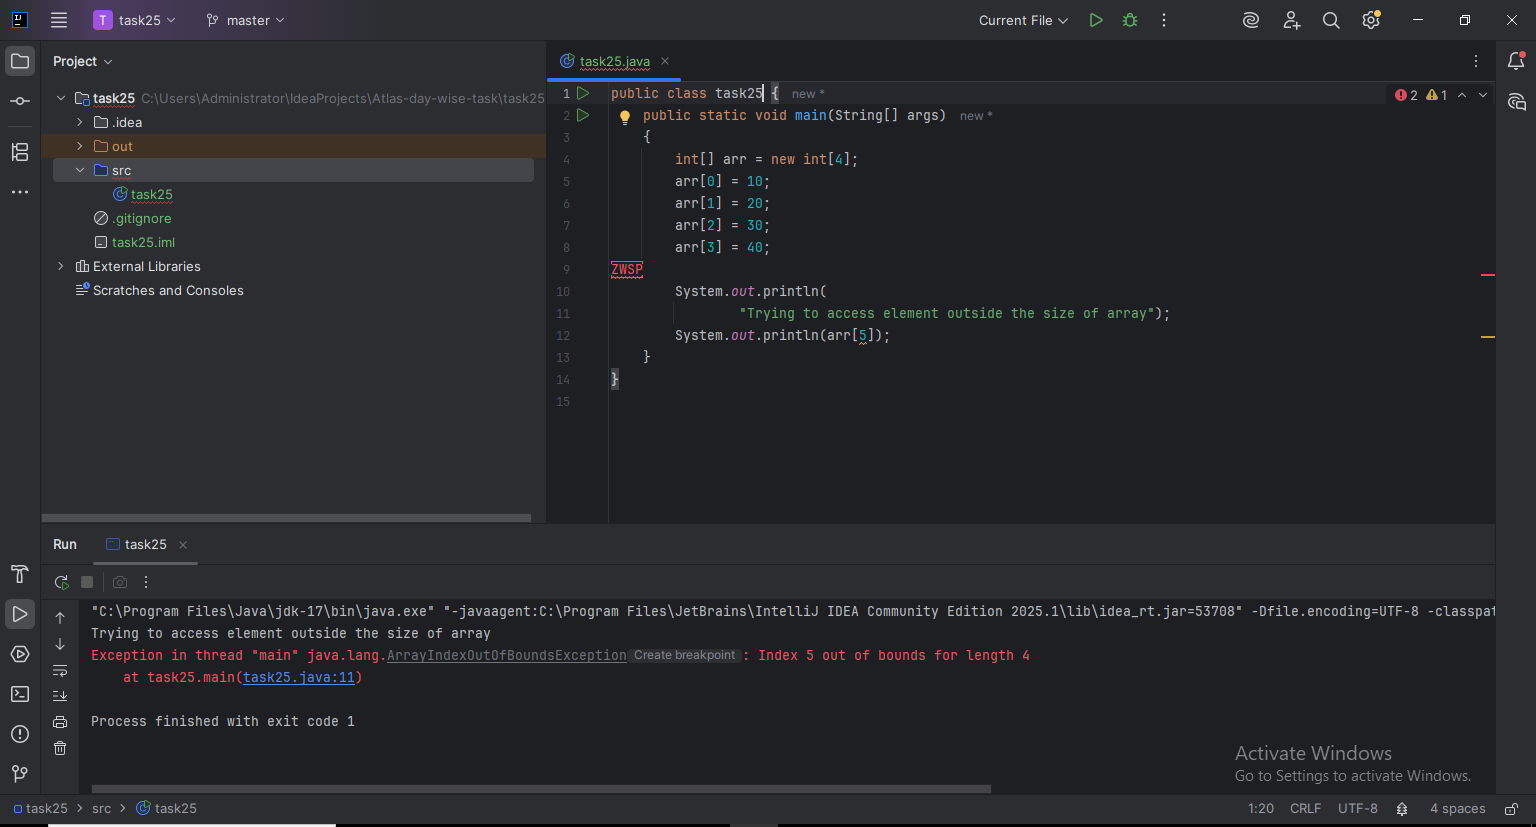 T task25 master Current File
Project
task25 C:\Users\Administrator\IdeaProjects\Atlas-day-wise-task\task25
.idea
out
src
task25
.gitignore
task25.iml
External Libraries
Scratches and Consoles
task25.java
1 public class task25 { new *
2 public static void main(String[] args) new *
3 {
4 int[] arr = new int[4];
5 arr[0] = 10;
6 arr[1] = 20;
7 arr[2] = 30;
8 arr[3] = 40;
9 ZWSP
10 System.out.println(
11 "Trying to access element outside the size of array");
12 System.out.println(arr[5]);
13 }
14 }
15
2 1
Run task25
"C:\Program Files\Java\jdk-17\bin\java.exe" "-javaagent:C:\Program Files\JetBrains\IntelliJ IDEA Community Edition 2025.1\lib\idea_rt.jar=53708" -Dfile.encoding=UTF-8 -classpat
Trying to access element outside the size of array
Exception in thread "main" java.lang.ArrayIndexOutOfBoundsException Create breakpoint : Index 5 out of bounds for length 4
at task25.main(task25.java:11)
Process finished with exit code 1
Activate Windows
Go to Settings to activate Windows.
task25 > src > task25
1:20 CRLF UTF-8 4 spaces